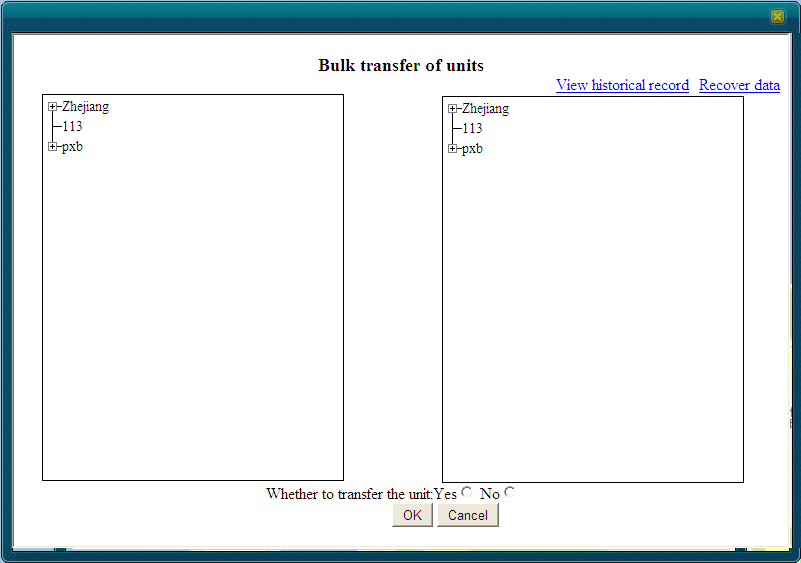 Bulk transfer of units
View historical record Recover data
Zhejiang
113
pxb
Zhejiang
113
pxb
Whether to transfer the unit:Yes No
OK Cancel